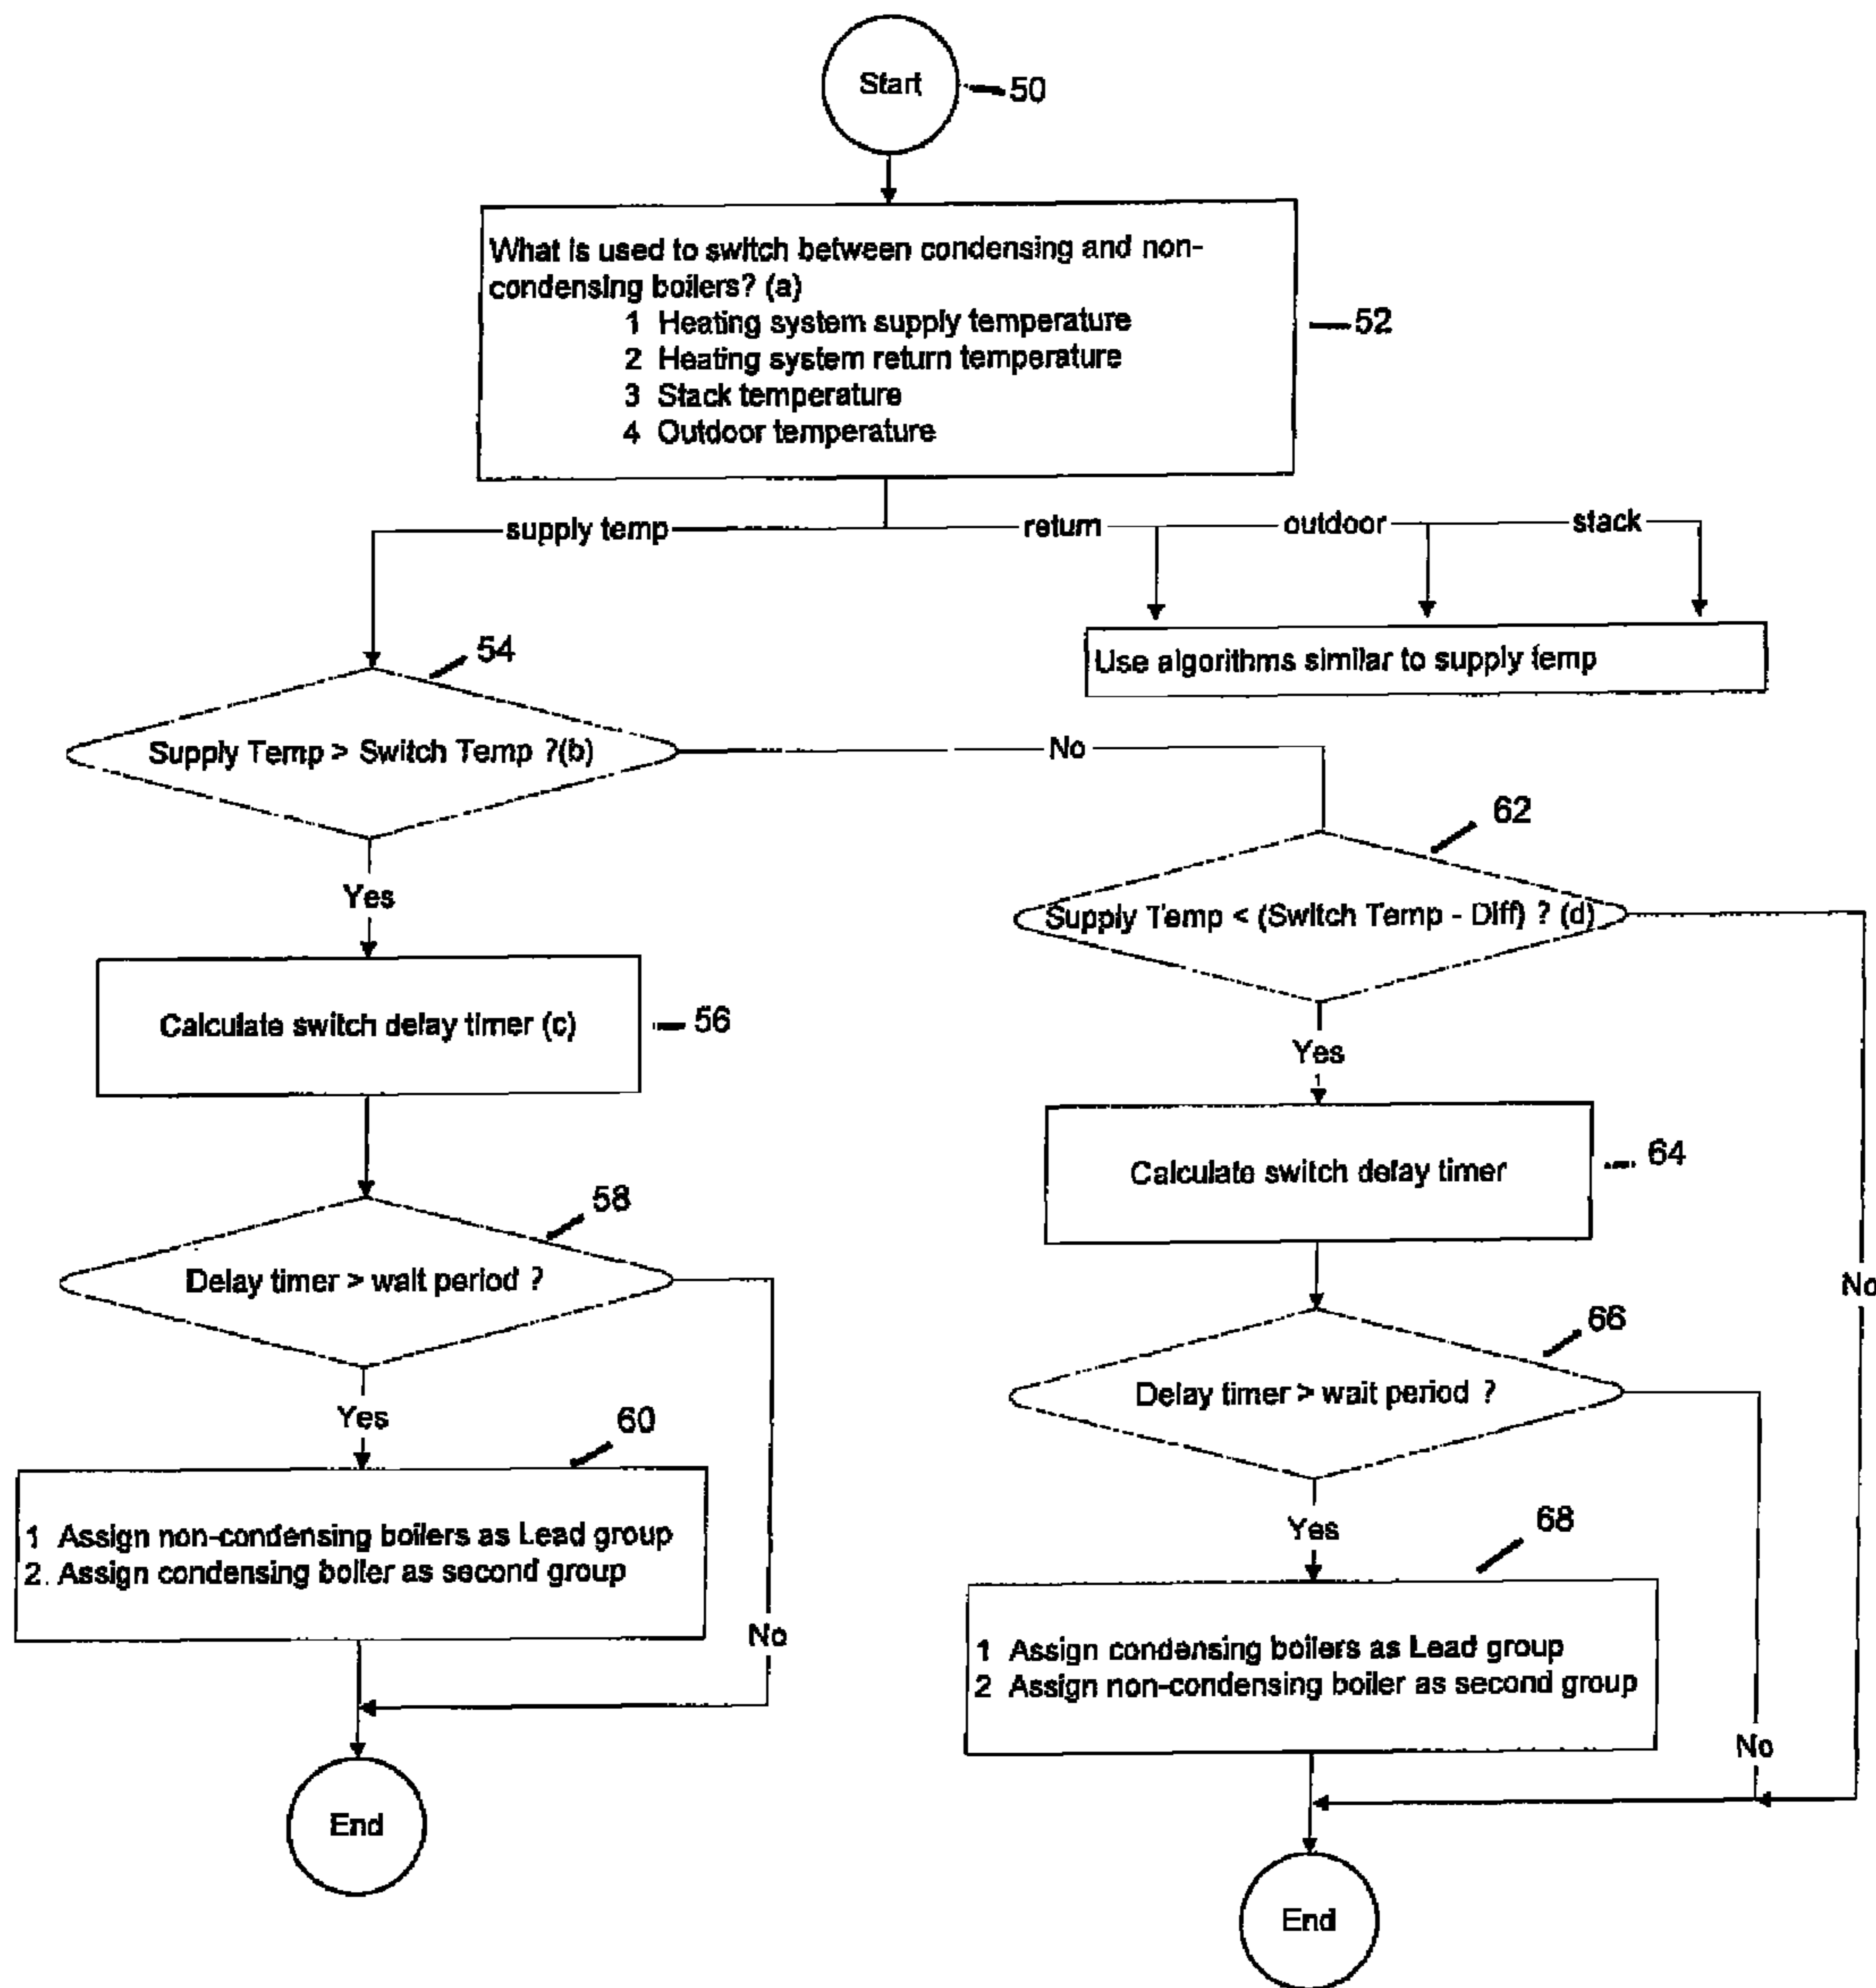 Start
50
What is used to switch between condensing and non-
condensing boilers? (a)
1 Heating system supply temperature
2 Heating system return temperature
3 Stack temperature
4 Outdoor temperature
52
supply temp
return
outdoor
stack
Use algorithms similar to supply temp
54
Supply Temp > Switch Temp ?(b)
No
Yes
62
Supply Temp < (Switch Temp - Diff) ? (d)
No
Yes
Calculate switch delay timer (c)
56
Calculate switch delay timer
64
58
Delay timer > wait period ?
Yes
No
66
Delay timer > wait period ?
Yes
No
60
1 Assign non-condensing boilers as Lead group
2. Assign condensing boiler as second group
68
1 Assign condensing boilers as Lead group
2 Assign non-condensing boiler as second group
End
End